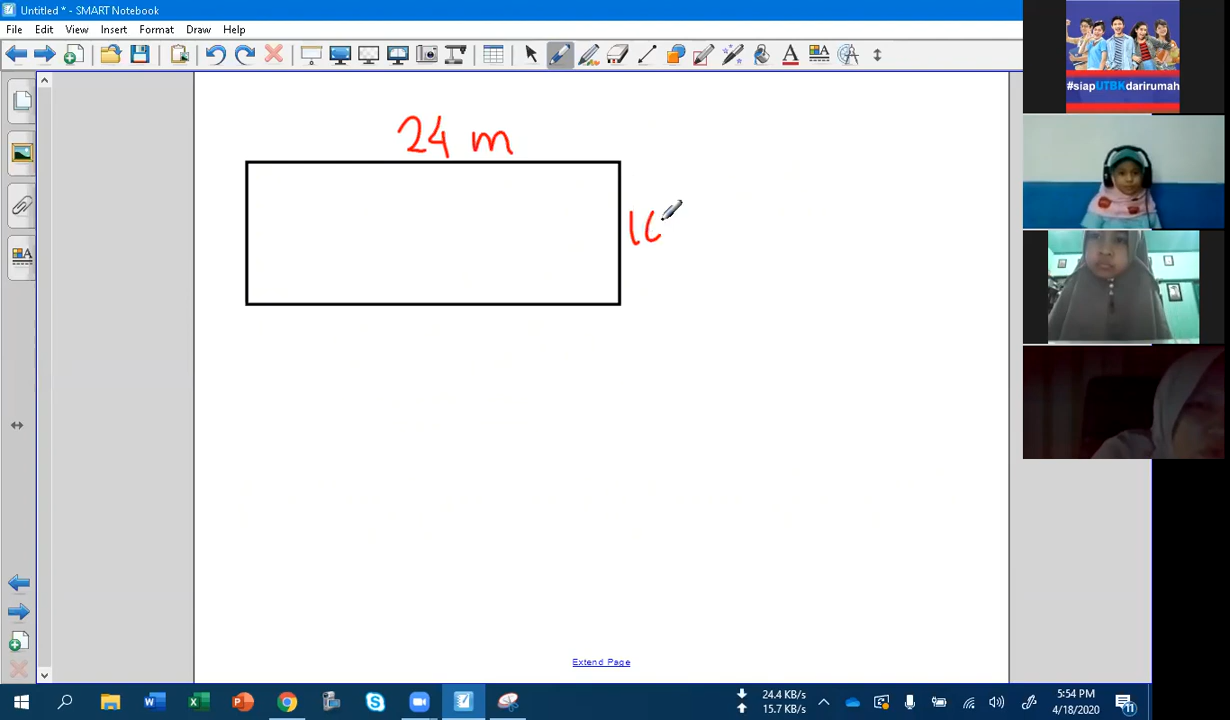 Untitled * - SMART Notebook
File Edit View Insert Format Draw Help
#siapUTBKdarirumah
24 m
Extend Page
24.4 KB/s
15.7 KB/s
5:54 PM
4/18/2020
11